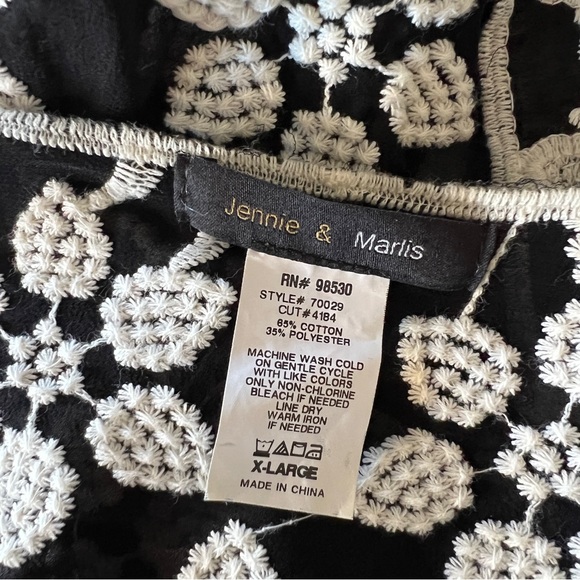 Jennie & Marlis
RN# 98530
STYLE# 70029
CUT#4184
65% COTTON
35% POLYESTER
MACHINE WASH COLD
ON GENTLE CYCLE
WITH LIKE COLORS
ONLY NON-CHLORINE
BLEACH IF NEEDED
LINE DRY
WARM IRON
IF NEEDED
X-LARGE
MADE IN CHINA